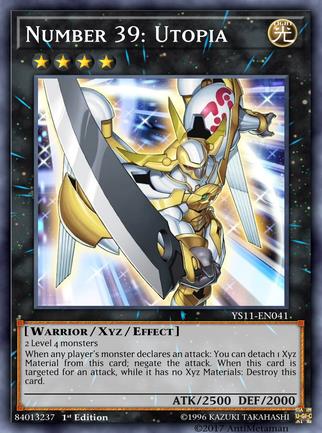 NUMBER 39: UTOPIA
LIGHT
光
39
YS11-EN041
[WARRIOR/XYZ/EFFECT]
2 Level 4 monsters
When any player's monster declares an attack: You can detach 1 Xyz
Material from this card; negate the attack. When this card is
targeted for an attack, while it has no Xyz Materials: Destroy this
card.
ATK/2500 DEF/2000
84013237 1st Edition ©1996 KAZUKI TAKAHASHI
©2017 AntiMetaman